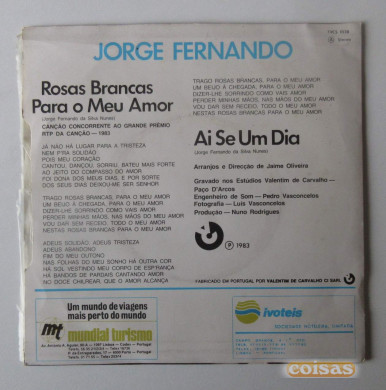 JORGE FERNANDO
Rosas Brancas
Para o Meu Amor
(Jorge Fernando da Silva Nunes)
CANÇÃO CONCORRENTE AO GRANDE PRÉMIO
RTP DA CANÇÃO — 1983
JÁ NÃO HÁ LUGAR PARA A TRISTEZA
NEM P'RA SOLIDÃO
POIS MEU CORAÇÃO
CANTOU, DANÇOU, SORRIU, BATEU MAIS FORTE
AO JEITO DO COMPASSO DO AMOR
FIZ DONA DOS MEUS DIAS, E POR SORTE
DOS SEUS DIAS DEIXOU-ME SER SENHOR
TRAGO ROSAS BRANCAS, PARA O MEU AMOR
UM BEIJO À CHEGADA, PARA O MEU AMOR
DIZER-LHE SORRINDO COMO VAIS AMOR
PERDER MINHAS MÃOS, NAS MÃOS DO MEU AMOR
VOU DAR SEM RECEIO, TODO O MEU AMOR
NESTAS ROSAS BRANCAS PARA O MEU AMOR
ADEUS SOLIDÃO, ADEUS TRISTEZA
ADEUS ABANDONO
FIM DO MEU OUTONO
NAS FOLHAS DO MEU SONHO HÁ OUTRA COR
HÁ SOL VESTINDO MEU CORPO DE ESPERANÇA
HÁ BANDOS DE PARDAIS CANTANDO AMOR
NO DOCE CHILREAR, QUE O AMOR ALCANÇA
TRAGO ROSAS BRANCAS, PARA O MEU AMOR
UM BEIJO À CHEGADA, PARA O MEU AMOR
DIZER-LHE SORRINDO COMO VAIS AMOR
PERDER MINHAS MÃOS, NAS MÃOS DO MEU AMOR
VOU DAR SEM RECEIO, TODO O MEU AMOR
NESTAS ROSAS BRANCAS PARA O MEU AMOR
Ai Se Um Dia
(Jorge Fernando da Silva Nunes)
Arranjos e Direcção de Jaime Oliveira
Gravado nos Estúdios Valentim de Carvalho —
Paço D'Arcos
Engenheiro de Som — Pedro Vasconcelos
Fotografia — Luis Vasconcelos
Produção — Nuno Rodrigues
℗ 1983
FABRICADO EM PORTUGAL POR VALENTIM DE CARVALHO CI SARL
Um mundo de viagens
mais perto do mundo
mt mundial turismo
ivoteis
coisas